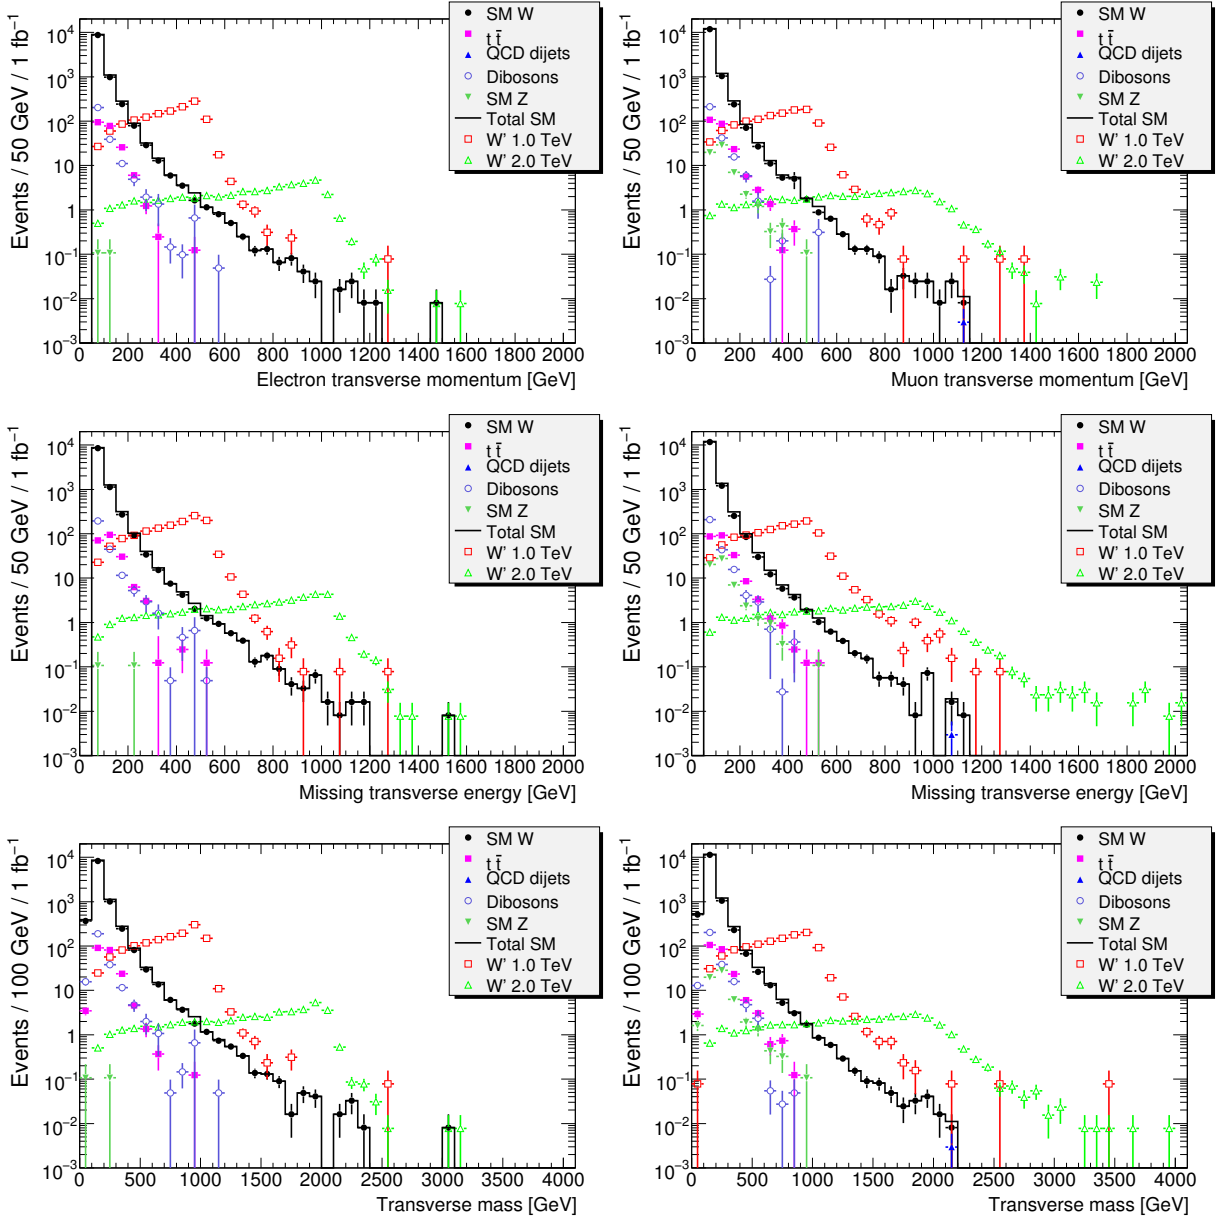 Events / 50 GeV / 1 fb⁻¹
10⁴
10³
10²
10
1
10⁻¹
10⁻²
10⁻³
SM W
t t̄
QCD dijets
Dibosons
SM Z
Total SM
W' 1.0 TeV
W' 2.0 TeV
0 200 400 600 800 1000 1200 1400 1600 1800 2000
Electron transverse momentum [GeV]
Events / 50 GeV / 1 fb⁻¹
10⁴
10³
10²
10
1
10⁻¹
10⁻²
10⁻³
SM W
t t̄
QCD dijets
Dibosons
SM Z
Total SM
W' 1.0 TeV
W' 2.0 TeV
0 200 400 600 800 1000 1200 1400 1600 1800 2000
Muon transverse momentum [GeV]
Events / 50 GeV / 1 fb⁻¹
10⁴
10³
10²
10
1
10⁻¹
10⁻²
10⁻³
SM W
t t̄
QCD dijets
Dibosons
SM Z
Total SM
W' 1.0 TeV
W' 2.0 TeV
0 200 400 600 800 1000 1200 1400 1600 1800 2000
Missing transverse energy [GeV]
Events / 50 GeV / 1 fb⁻¹
10⁴
10³
10²
10
1
10⁻¹
10⁻²
10⁻³
SM W
t t̄
QCD dijets
Dibosons
SM Z
Total SM
W' 1.0 TeV
W' 2.0 TeV
0 200 400 600 800 1000 1200 1400 1600 1800 2000
Missing transverse energy [GeV]
Events / 100 GeV / 1 fb⁻¹
10⁴
10³
10²
10
1
10⁻¹
10⁻²
10⁻³
SM W
t t̄
QCD dijets
Dibosons
SM Z
Total SM
W' 1.0 TeV
W' 2.0 TeV
0 500 1000 1500 2000 2500 3000 3500 4000
Transverse mass [GeV]
Events / 100 GeV / 1 fb⁻¹
10⁴
10³
10²
10
1
10⁻¹
10⁻²
10⁻³
SM W
t t̄
QCD dijets
Dibosons
SM Z
Total SM
W' 1.0 TeV
W' 2.0 TeV
0 500 1000 1500 2000 2500 3000 3500 4000
Transverse mass [GeV]